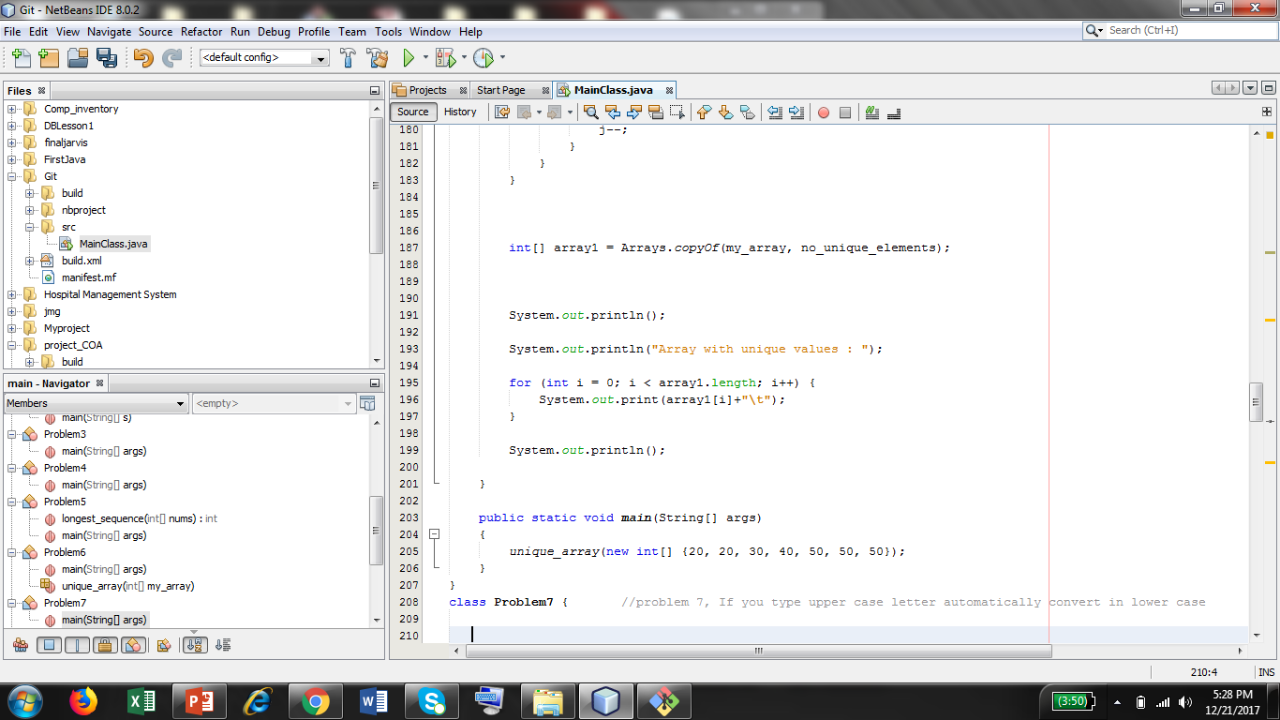 Git - NetBeans IDE 8.0.2
File Edit View Navigate Source Refactor Run Debug Profile Team Tools Window Help
Search (Ctrl+I)
<default config>
Files
Projects
Start Page
MainClass.java
Source
History
Comp_inventory
DBLesson1
finaljarvis
FirstJava
Git
build
nbproject
src
MainClass.java
build.xml
manifest.mf
Hospital Management System
jmg
Myproject
project_COA
build
main - Navigator
Members
<empty>
main(String[] s)
Problem3
main(String[] args)
Problem4
main(String[] args)
Problem5
longest_sequence(int[] nums) : int
main(String[] args)
Problem6
main(String[] args)
unique_array(int[] my_array)
Problem7
main(String[] args)
180 j--;
181 }
182 }
183 }
184
185
186
187 int[] array1 = Arrays.copyOf(my_array, no_unique_elements);
188
189
190
191 System.out.println();
192
193 System.out.println("Array with unique values : ");
194
195 for (int i = 0; i < array1.length; i++) {
196 System.out.print(array1[i]+"\t");
197 }
198
199 System.out.println();
200
201 }
202
203 public static void main(String[] args)
204 {
205 unique_array(new int[] {20, 20, 30, 40, 50, 50, 50});
206 }
207 }
208 class Problem7 { //problem 7, If you type upper case letter automatically convert in lower case
209
210
210:4
INS
(3:50)
5:28 PM
12/21/2017